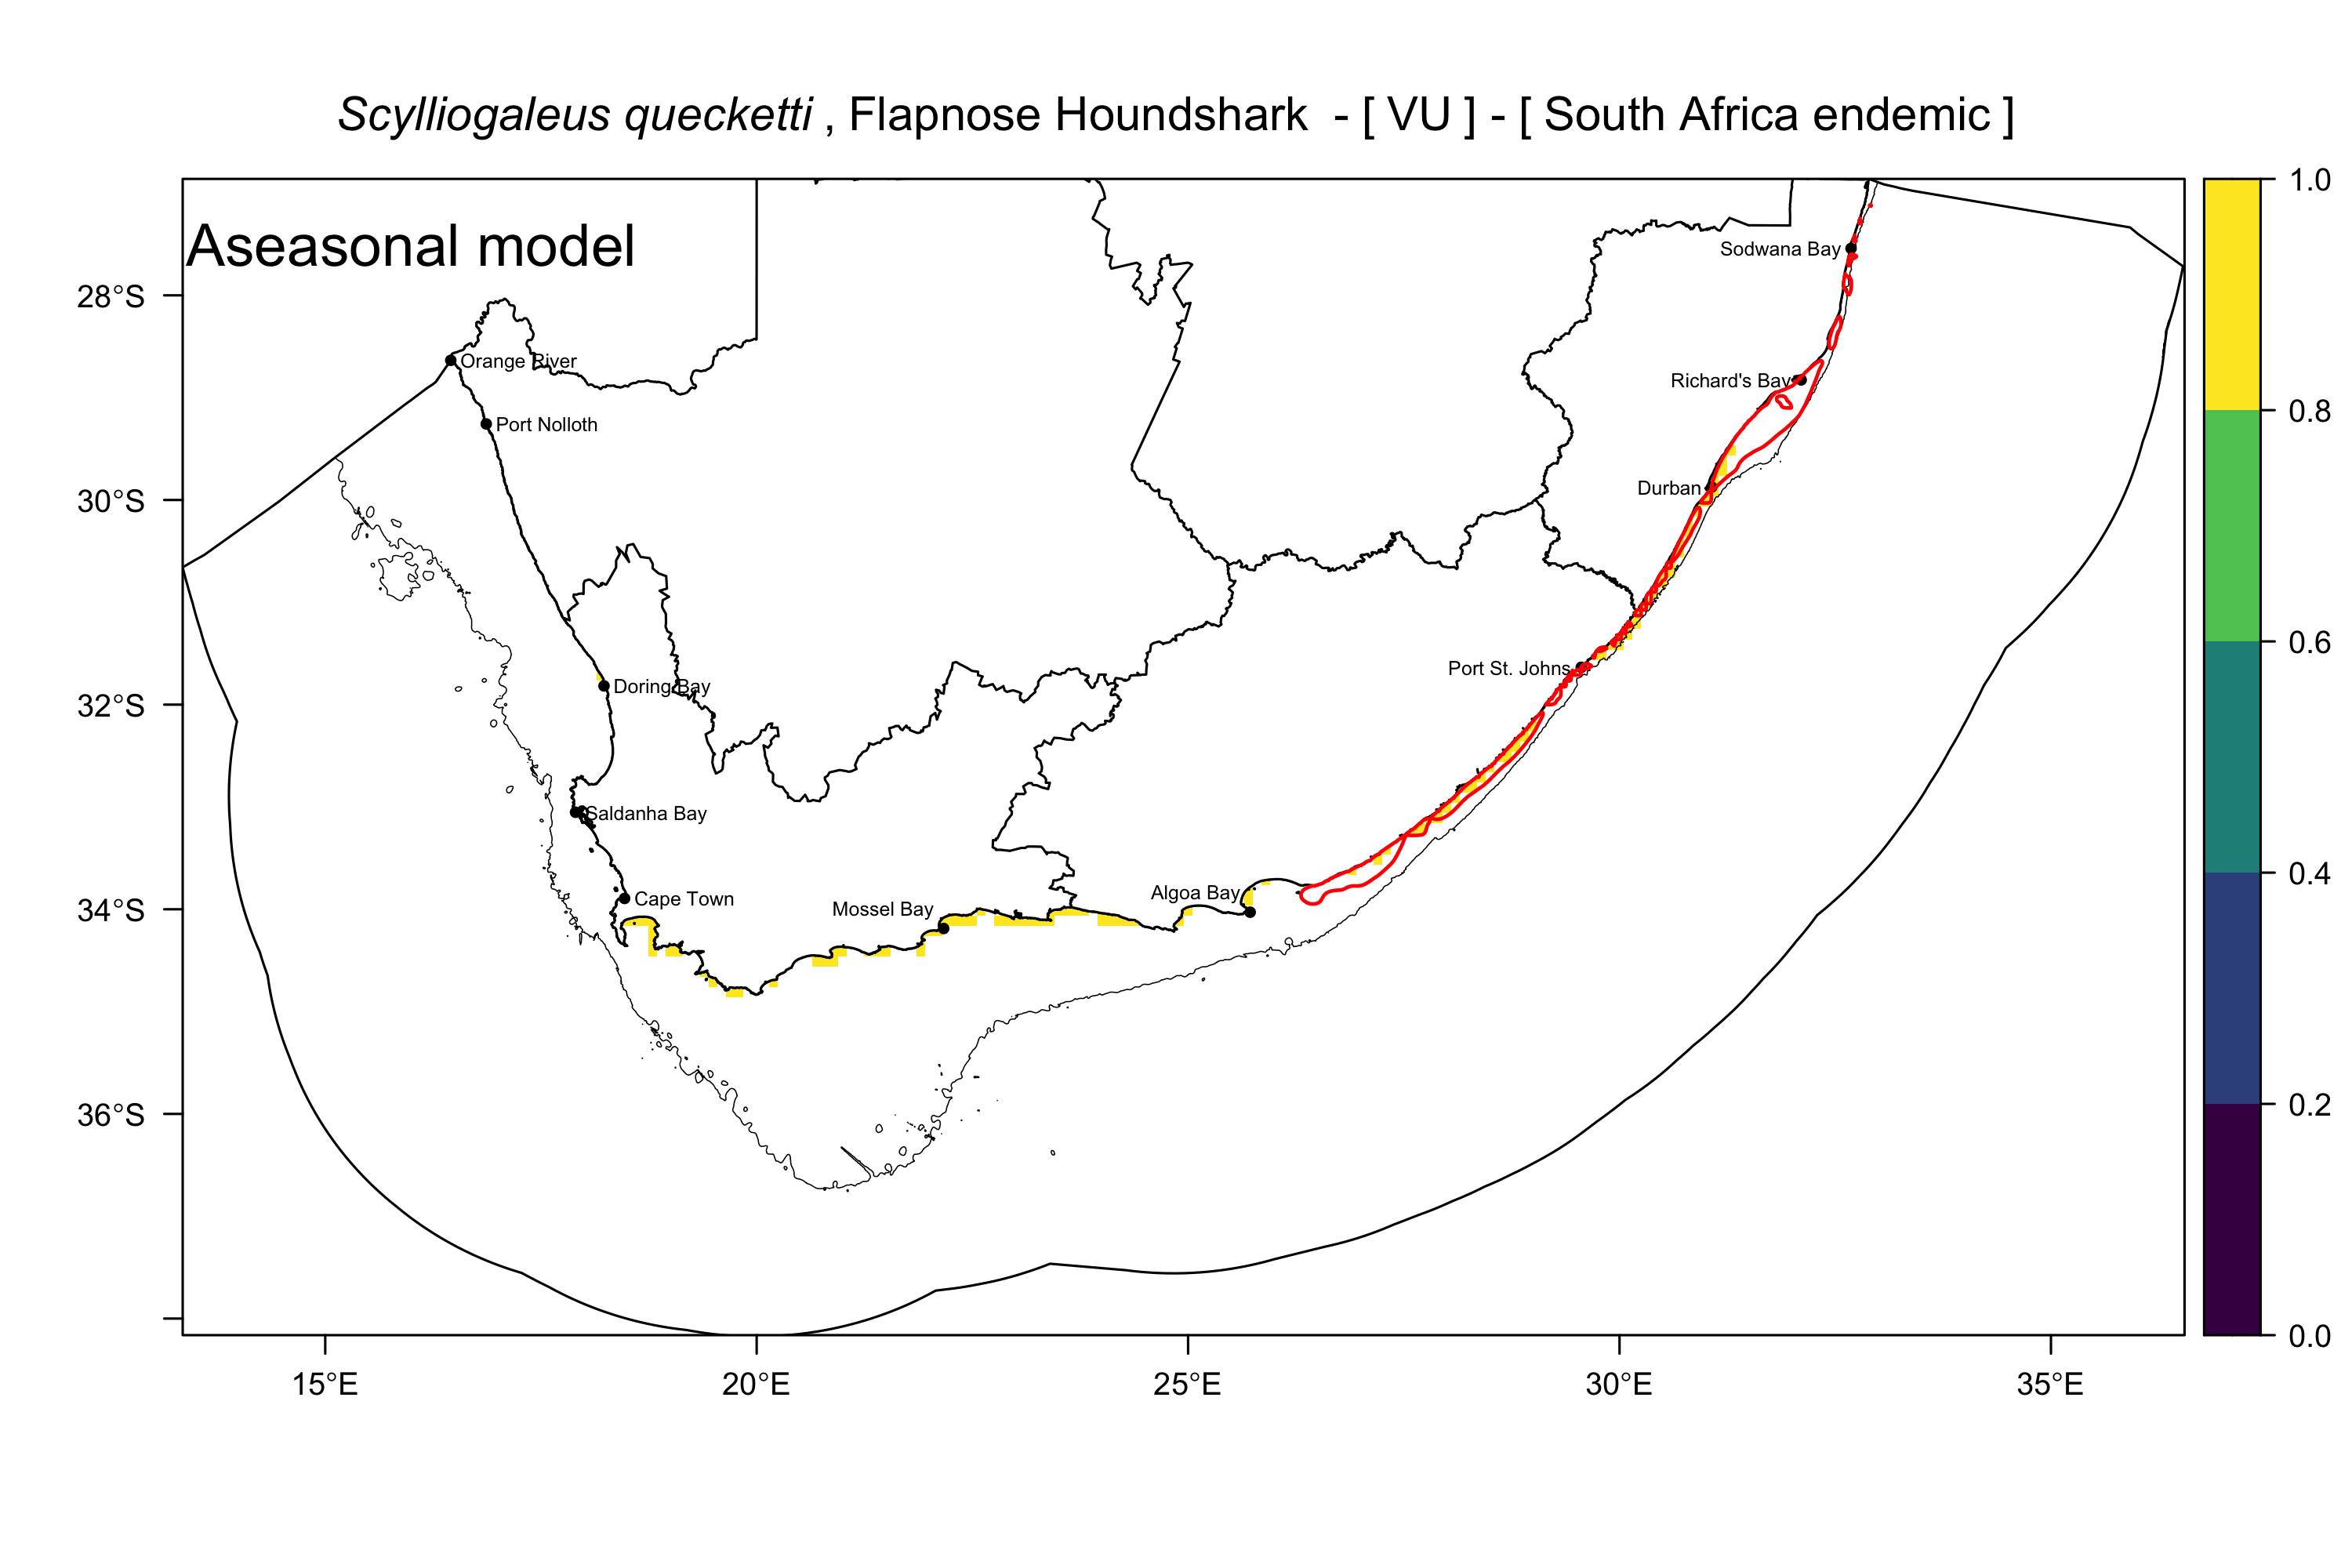 Scylliogaleus quecketti , Flapnose Houndshark - [ VU ] - [ South Africa endemic ]
Aseasonal model
1.0
0.8
0.6
0.4
0.2
0.0
28°S
30°S
32°S
34°S
36°S
Sodwana Bay
Orange River
Richard's Bay
Port Nolloth
Durban
Port St. Johns
Doring Bay
Saldanha Bay
Algoa Bay
Cape Town
Mossel Bay
15°E
20°E
25°E
30°E
35°E